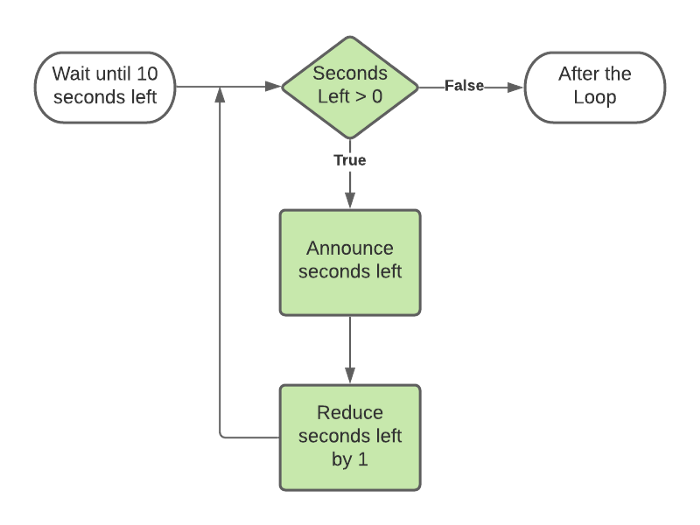 Wait until 10
seconds left
Seconds
Left > 0
False
After the
Loop
True
Announce
seconds left
Reduce
seconds left
by 1